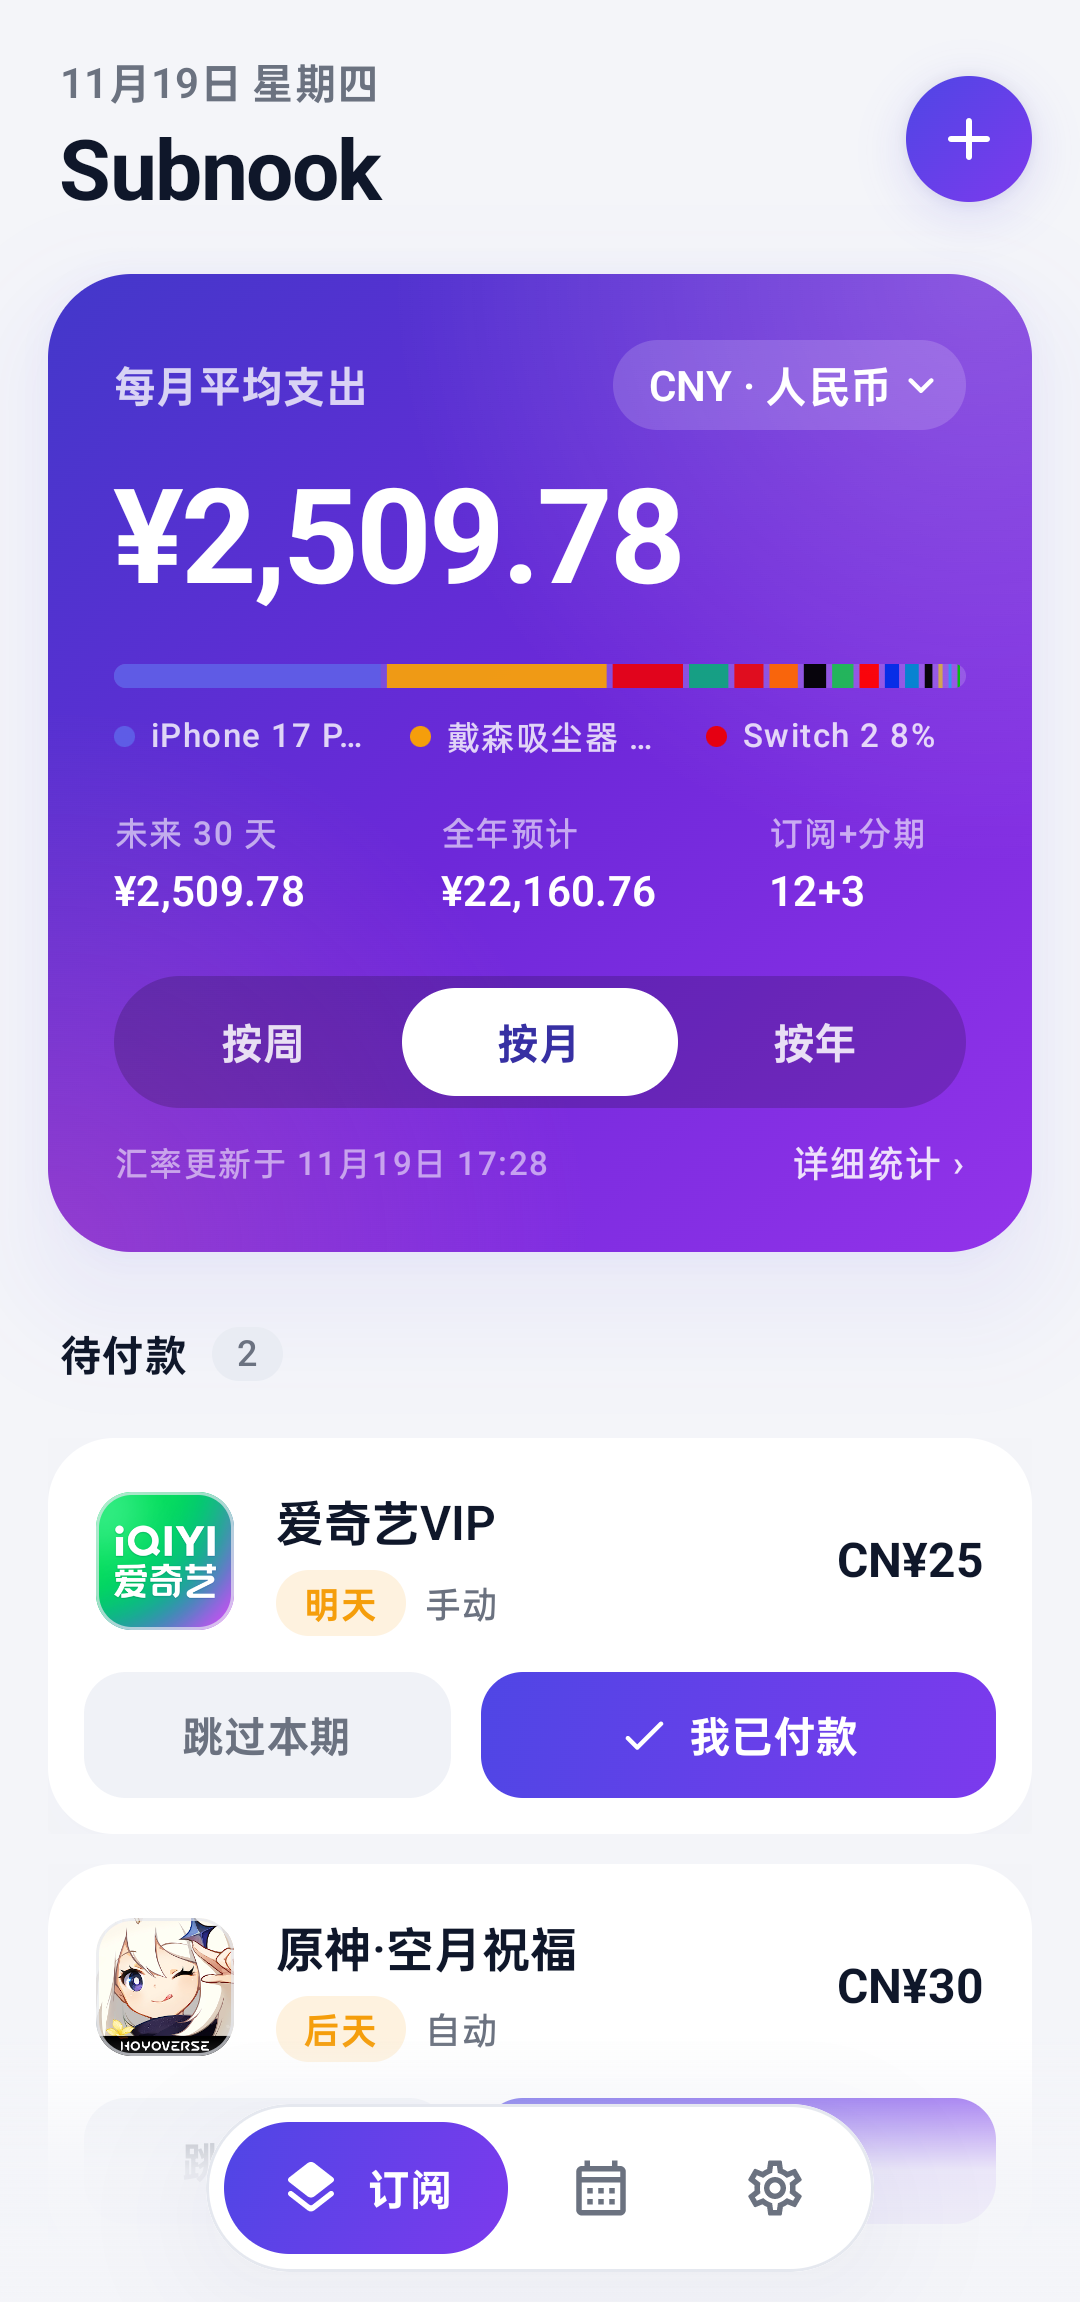 11月19日 星期四
Subnook
每月平均支出
CNY · 人民币
¥2,509.78
iPhone 17 P...
戴森吸尘器 ...
Switch 2 8%
未来 30 天
全年预计
订阅+分期
¥2,509.78
¥22,160.76
12+3
按周
按月
按年
汇率更新于 11月19日 17:28
详细统计 ›
待付款
2
iQIYI
爱奇艺
爱奇艺VIP
明天
手动
CN¥25
跳过本期
我已付款
HOYOVERSE
原神·空月祝福
后天
自动
CN¥30
跳
订阅